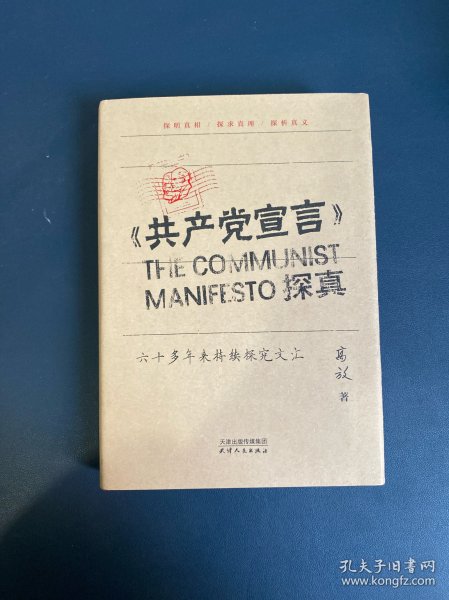 探明真相 / 探求真理 / 探析真义
《共产党宣言》
THE COMMUNIST
MANIFESTO 探真
六十多年来持续探究文汇
高放
著
天津出版传媒集团
天津人民出版社
孔夫子旧书网
www.kongfz.com